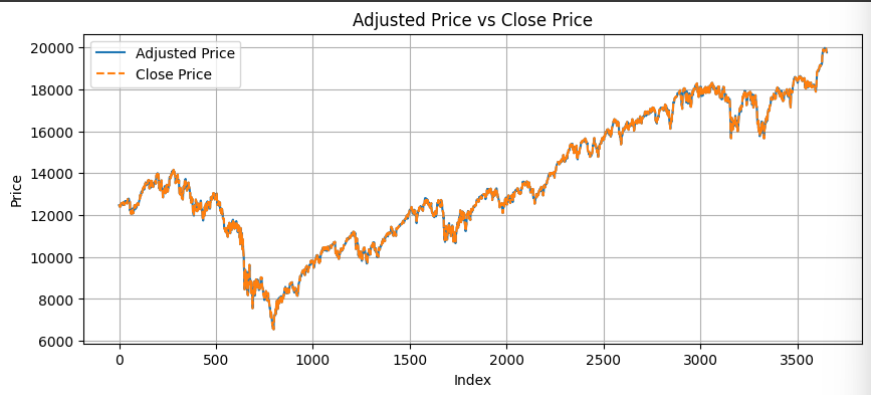 Adjusted Price vs Close Price
Adjusted Price
Close Price
20000
18000
16000
14000
12000
10000
8000
6000
Price
0 500 1000 1500 2000 2500 3000 3500
Index